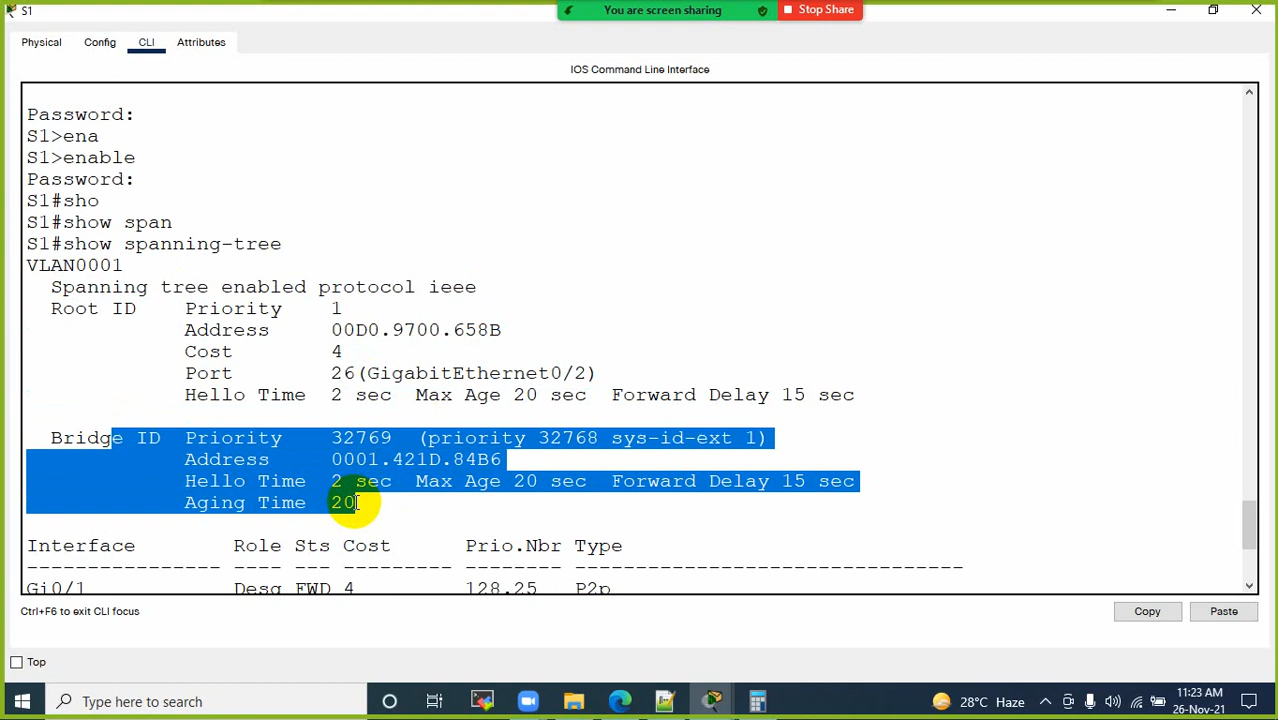 S1
You are screen sharing
Stop Share
Physical Config CLI Attributes
IOS Command Line Interface
Password:
S1>ena
S1>enable
Password:
S1#sho
S1#show span
S1#show spanning-tree
VLAN0001
Spanning tree enabled protocol ieee
Root ID Priority 1
Address 00D0.9700.658B
Cost 4
Port 26(GigabitEthernet0/2)
Hello Time 2 sec Max Age 20 sec Forward Delay 15 sec
Bridge ID Priority 32769 (priority 32768 sys-id-ext 1)
Address 0001.421D.84B6
Hello Time 2 sec Max Age 20 sec Forward Delay 15 sec
Aging Time 20
Interface Role Sts Cost Prio.Nbr Type
---------------- ---- --- --------- -------- --------------------------------
Gi0/1 Desg FWD 4 128.25 P2p
Ctrl+F6 to exit CLI focus
Copy Paste
Top
Type here to search
28°C Haze
11:23 AM
26-Nov-21